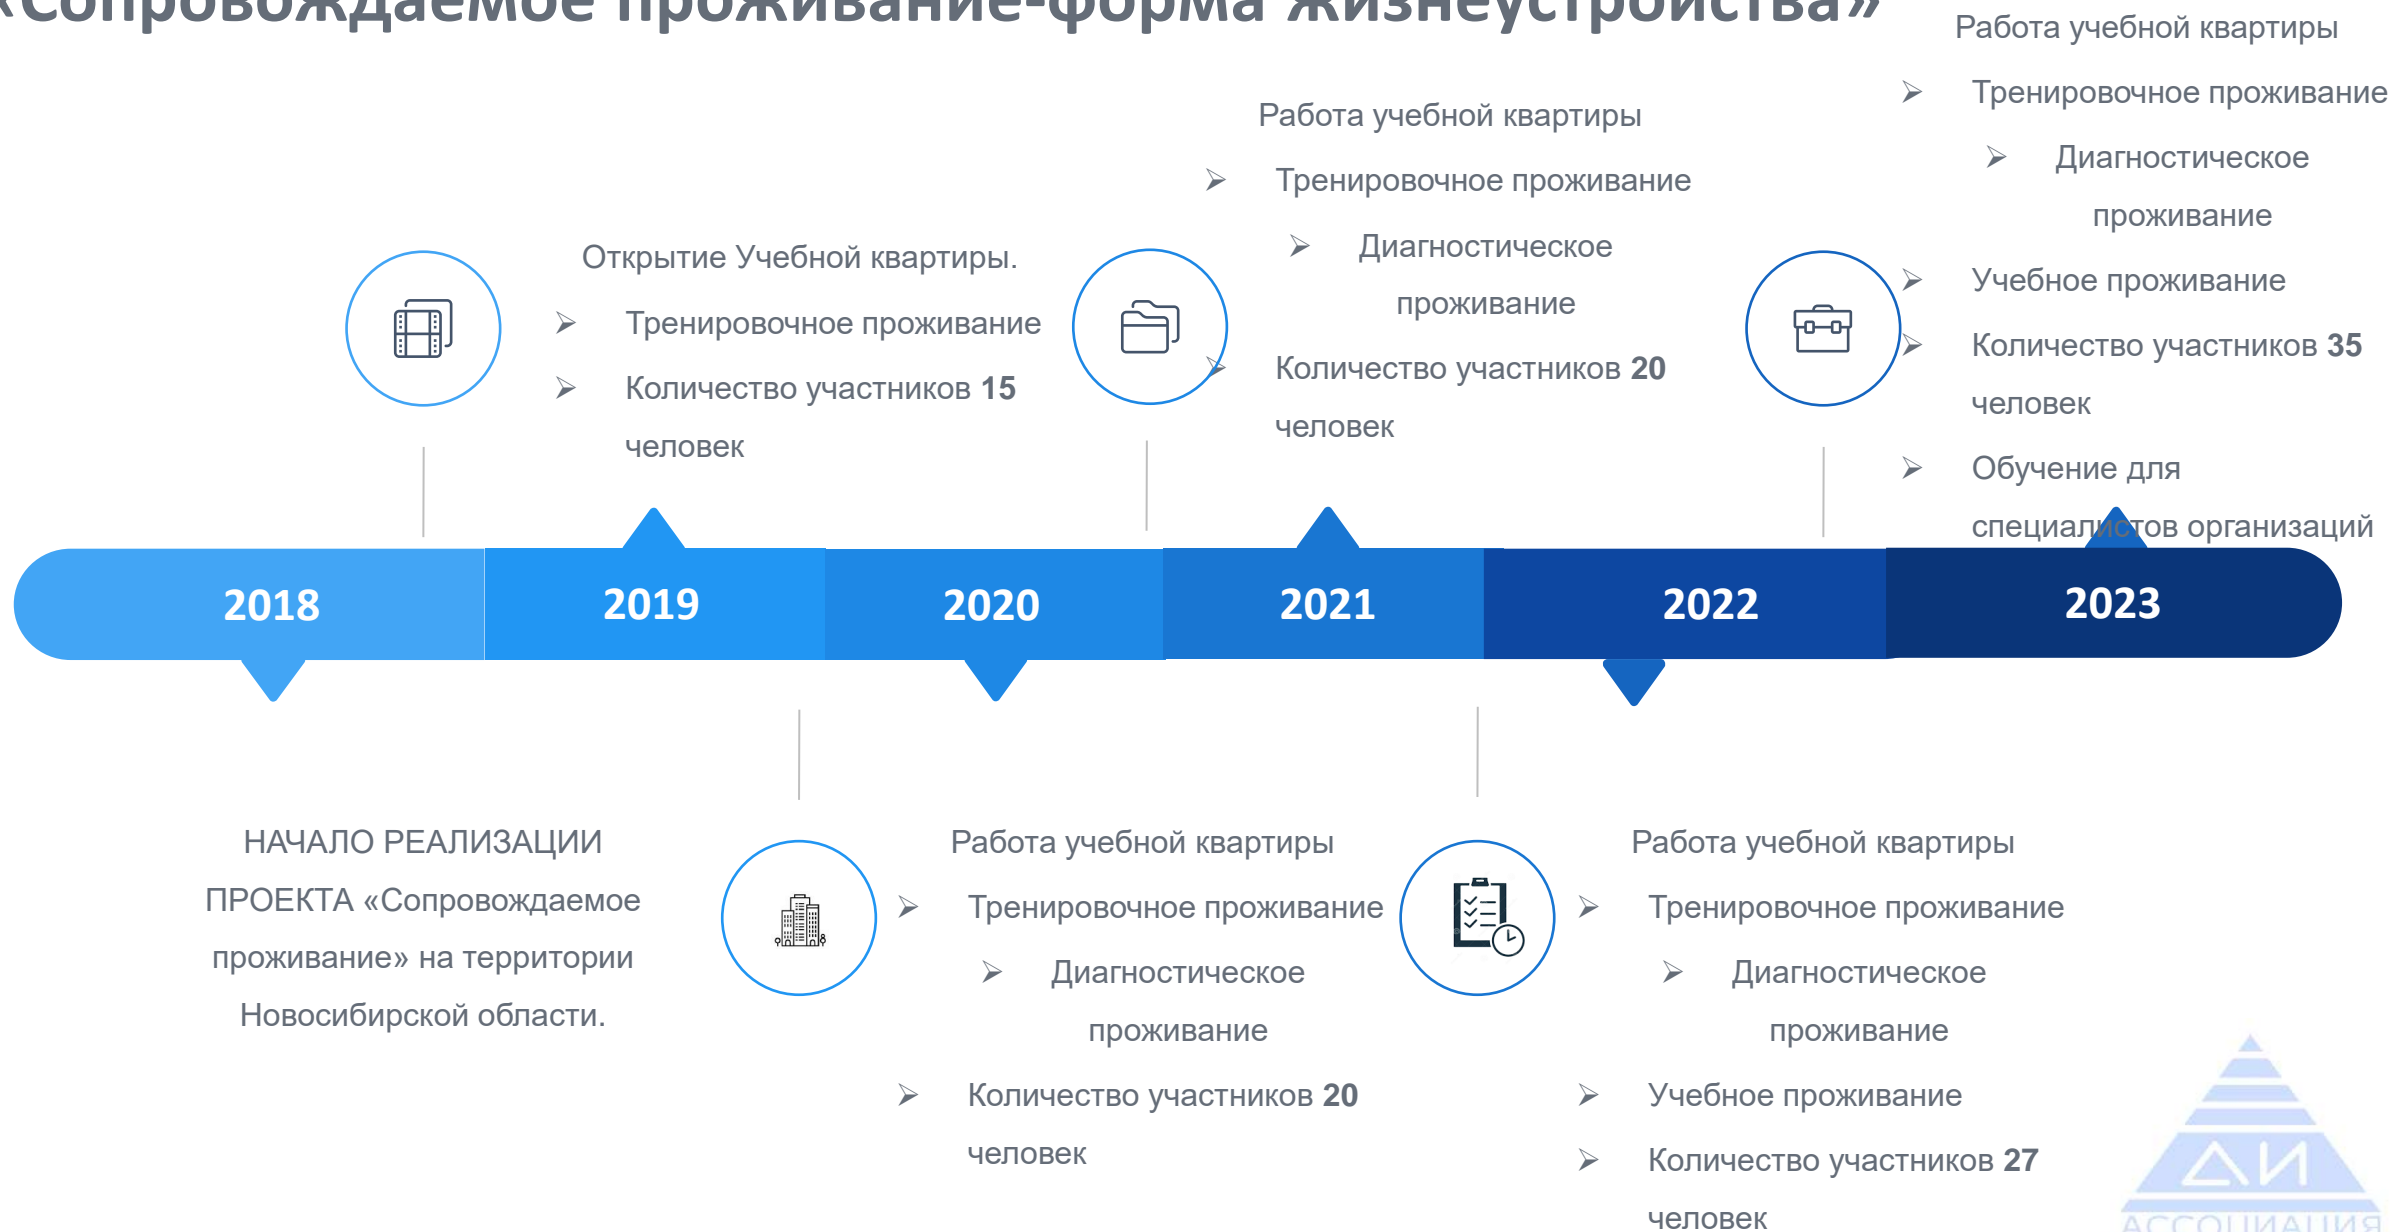 «Сопровождаемое проживание-форма жизнеустройства»
Открытие Учебной квартиры.
Тренировочное проживание
Количество участников 15
человек
Работа учебной квартиры
Тренировочное проживание
Диагностическое
проживание
Количество участников 20
человек
Работа учебной квартиры
Тренировочное проживание
Диагностическое
проживание
Учебное проживание
Количество участников 35
человек
Обучение для
специалистов организаций
2018
2019
2020
2021
2022
2023
НАЧАЛО РЕАЛИЗАЦИИ
ПРОЕКТА «Сопровождаемое
проживание» на территории
Новосибирской области.
Работа учебной квартиры
Тренировочное проживание
Диагностическое
проживание
Количество участников 20
человек
Работа учебной квартиры
Тренировочное проживание
Диагностическое
проживание
Учебное проживание
Количество участников 27
человек
ДИ
АССОЦИАЦИЯ